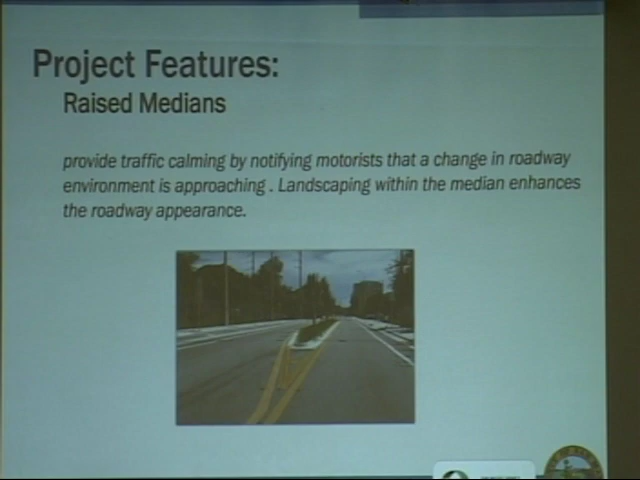 Project Features:
Raised Medians
provide traffic calming by notifying motorists that a change in roadway
environment is approaching . Landscaping within the median enhances
the roadway appearance.